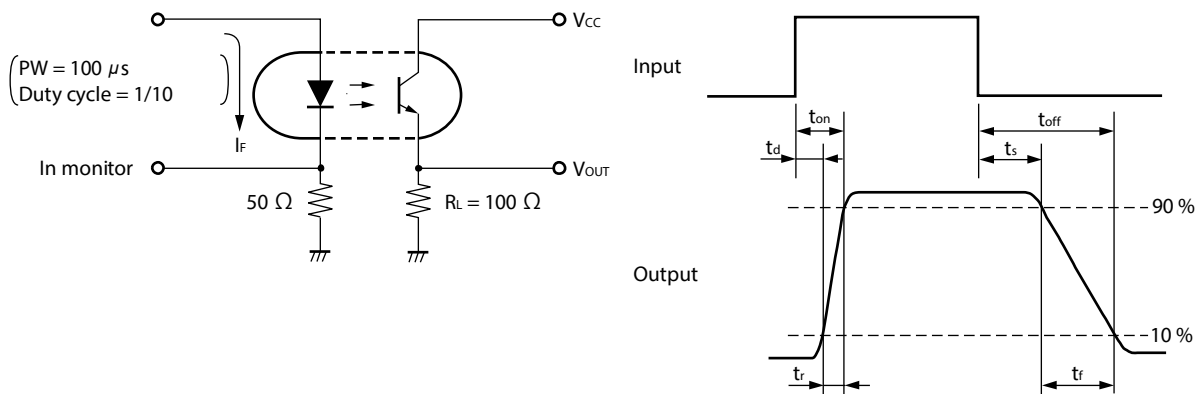 VCC
PW = 100 μs
Duty cycle = 1/10
IF
In monitor
VOUT
50 Ω
RL = 100 Ω
Input
ton
toff
td
ts
90 %
Output
10 %
tr
tf